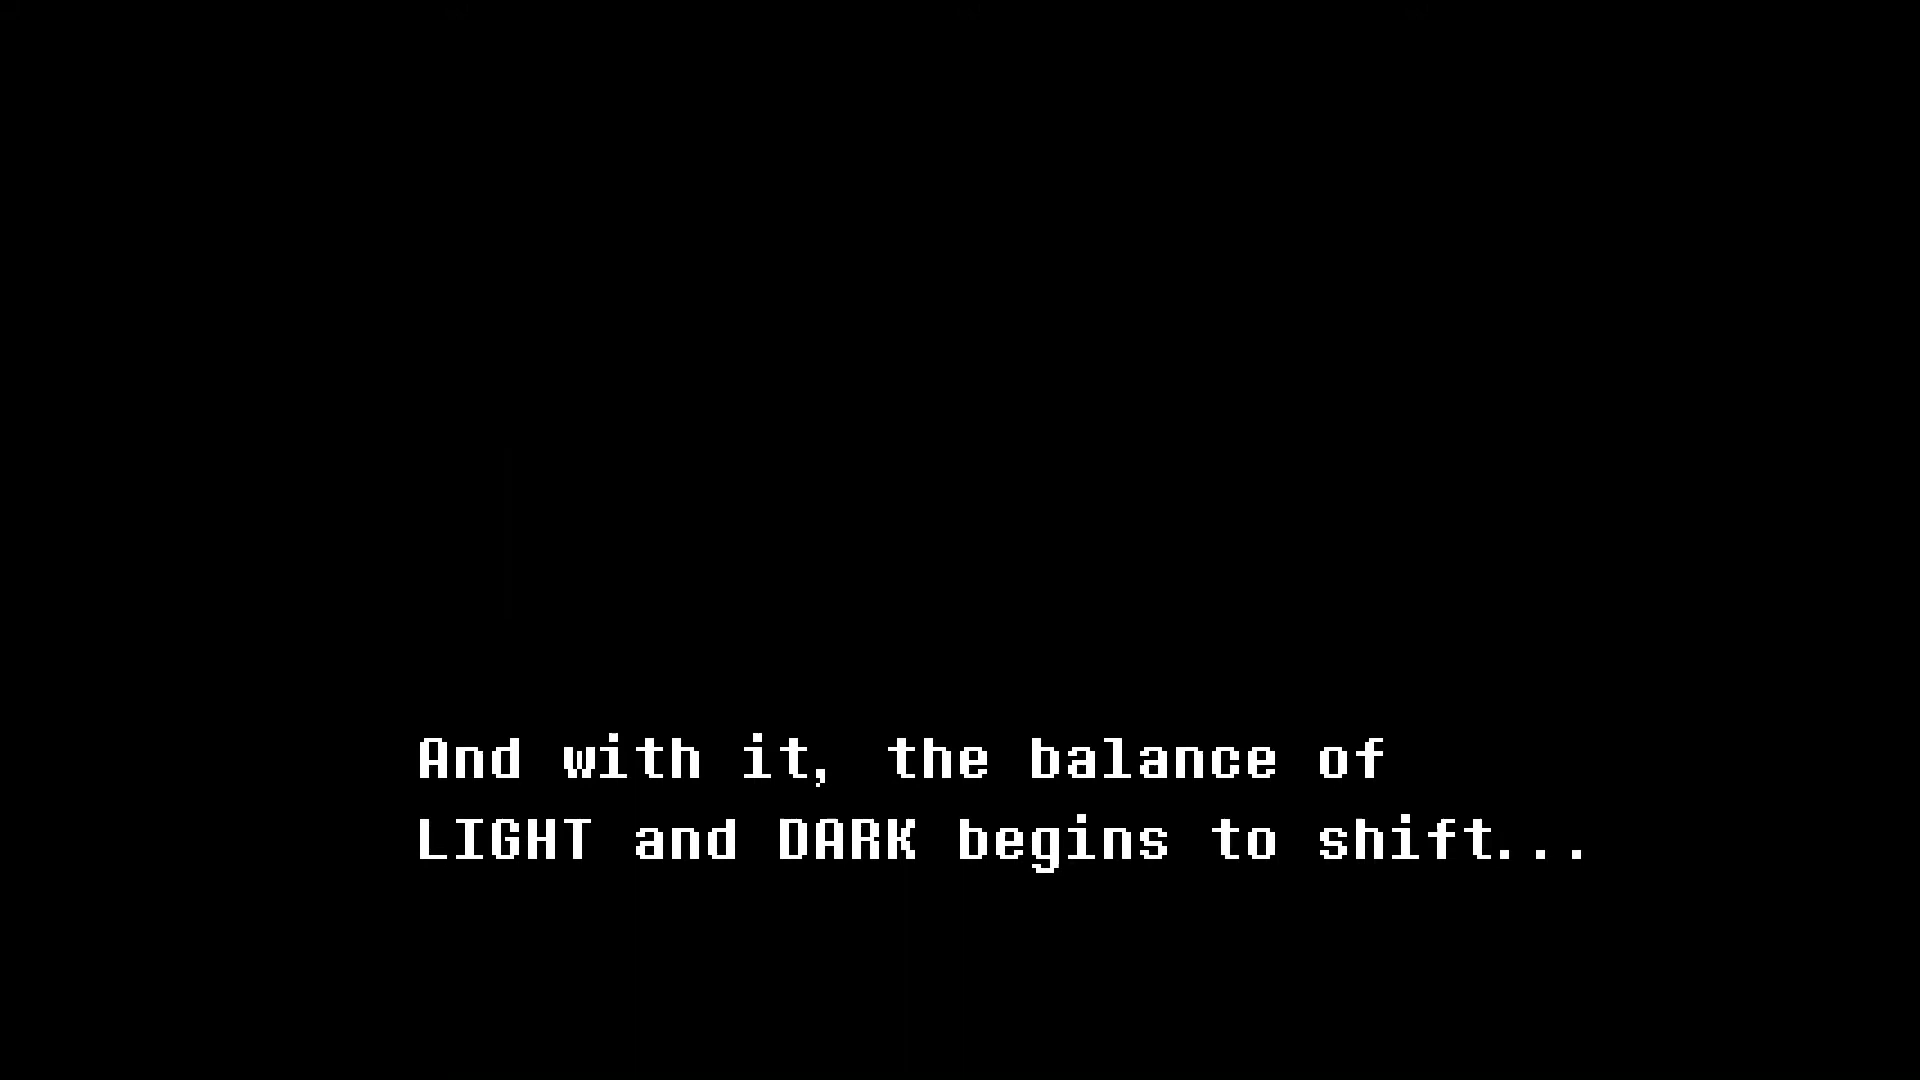 And with it, the balance of
LIGHT and DARK begins to shift...